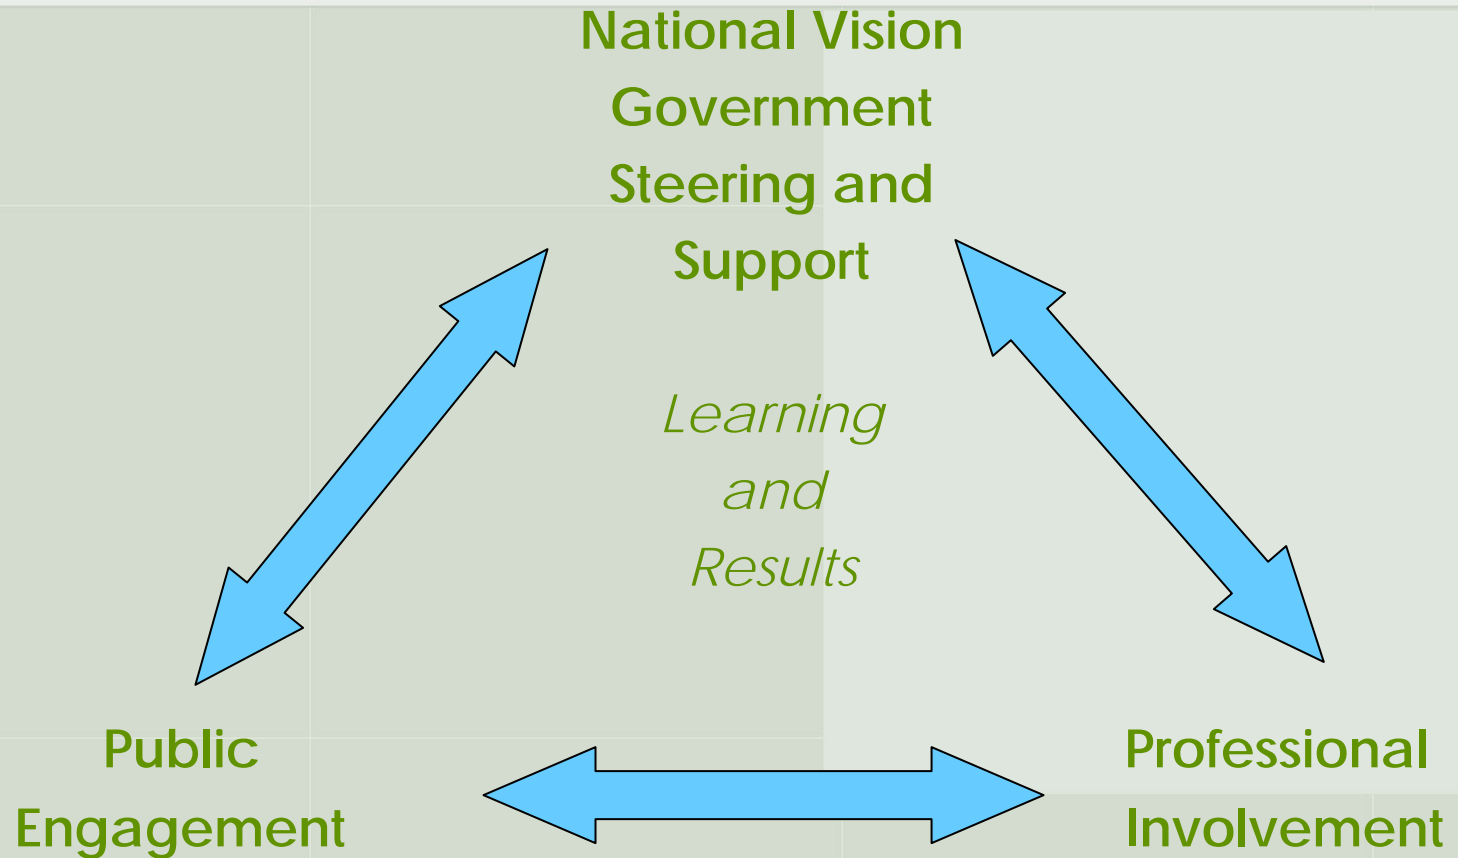 National Vision
Government
Steering and
Support
Learning
and
Results
Public
Engagement
Professional
Involvement